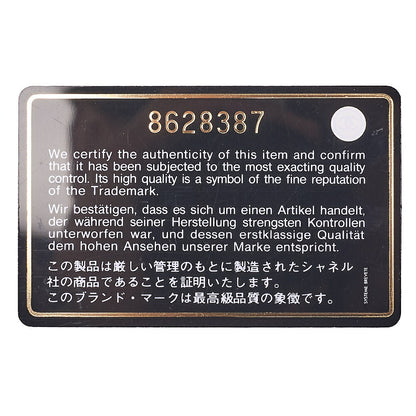 8628387
We certify the authenticity of this item and confirm
that it has been subjected to the most exacting quality
control. Its high quality is a symbol of the fine reputation
of the Trademark.
Wir bestätigen, dass es sich um einen Artikel handelt,
der während seiner Herstellung strengsten Kontrollen
unterworfen war, und dessen erstklassige Qualität
dem hohen Ansehen unserer Marke entspricht.
この製品は厳しい管理のもとに製造されたシャネル
社の商品であることを証明いたします。
このブランド・マークは最高級品質の象徴です。
SYSTEME BREVETE